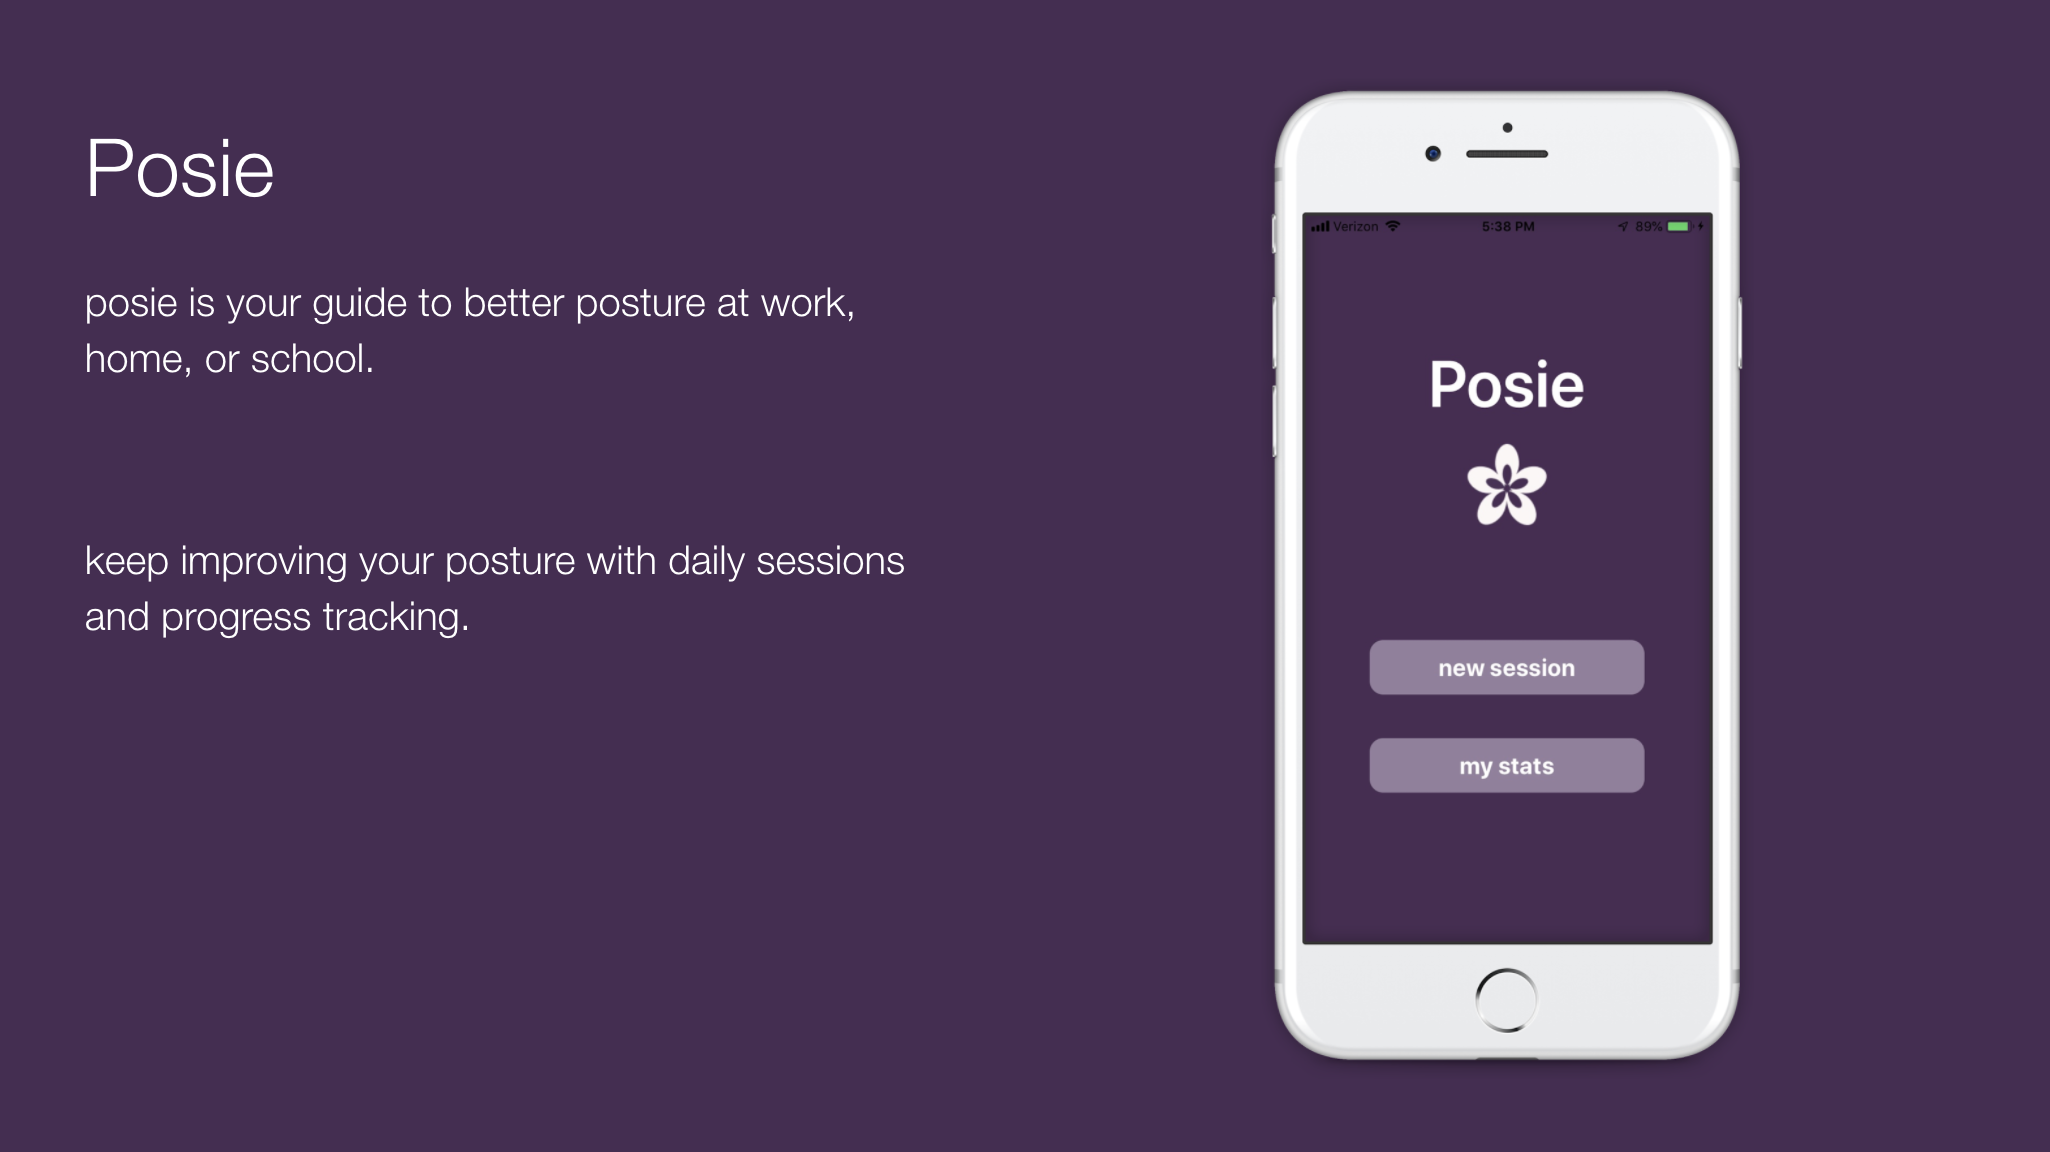 Posie
posie is your guide to better posture at work,
home, or school.
keep improving your posture with daily sessions
and progress tracking.
Verizon 5:38 PM 89%
Posie
new session
my stats